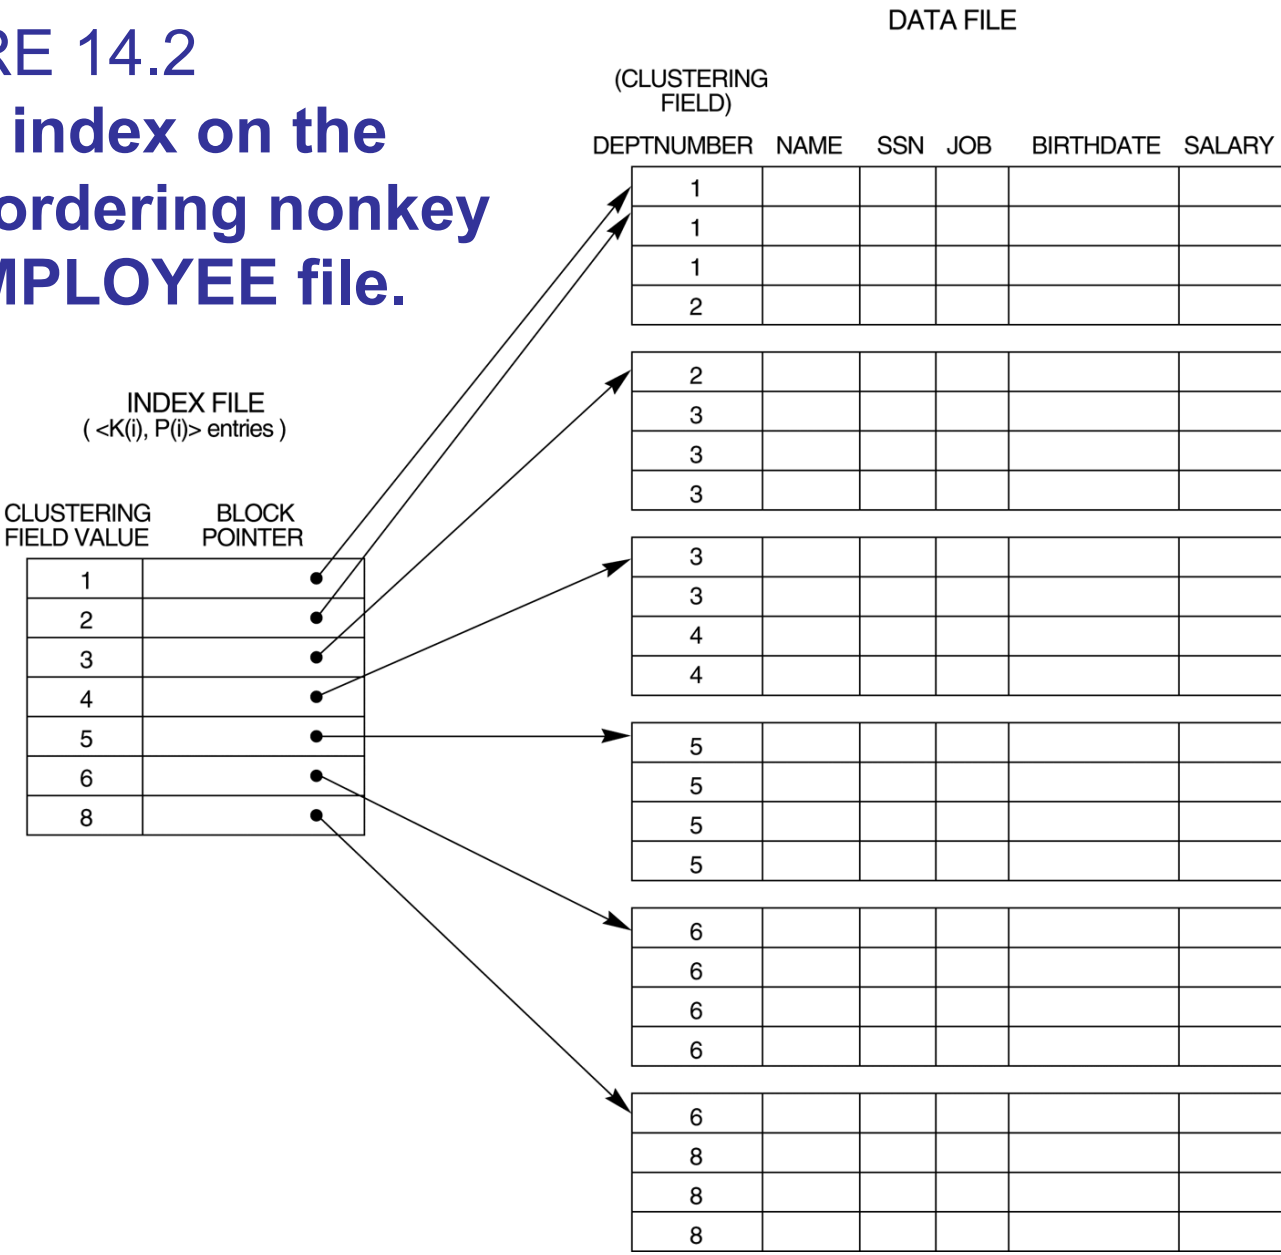 RE 14.2
index on the
ordering nonkey
MPLOYEE file.
INDEX FILE
( <K(i), P(i)> entries )
CLUSTERING BLOCK
FIELD VALUE POINTER
1
2
3
4
5
6
8
DATA FILE
(CLUSTERING
FIELD)
DEPTNUMBER NAME SSN JOB BIRTHDATE SALARY
1
1
1
2
2
3
3
3
3
3
4
4
5
5
5
5
6
6
6
6
6
8
8
8